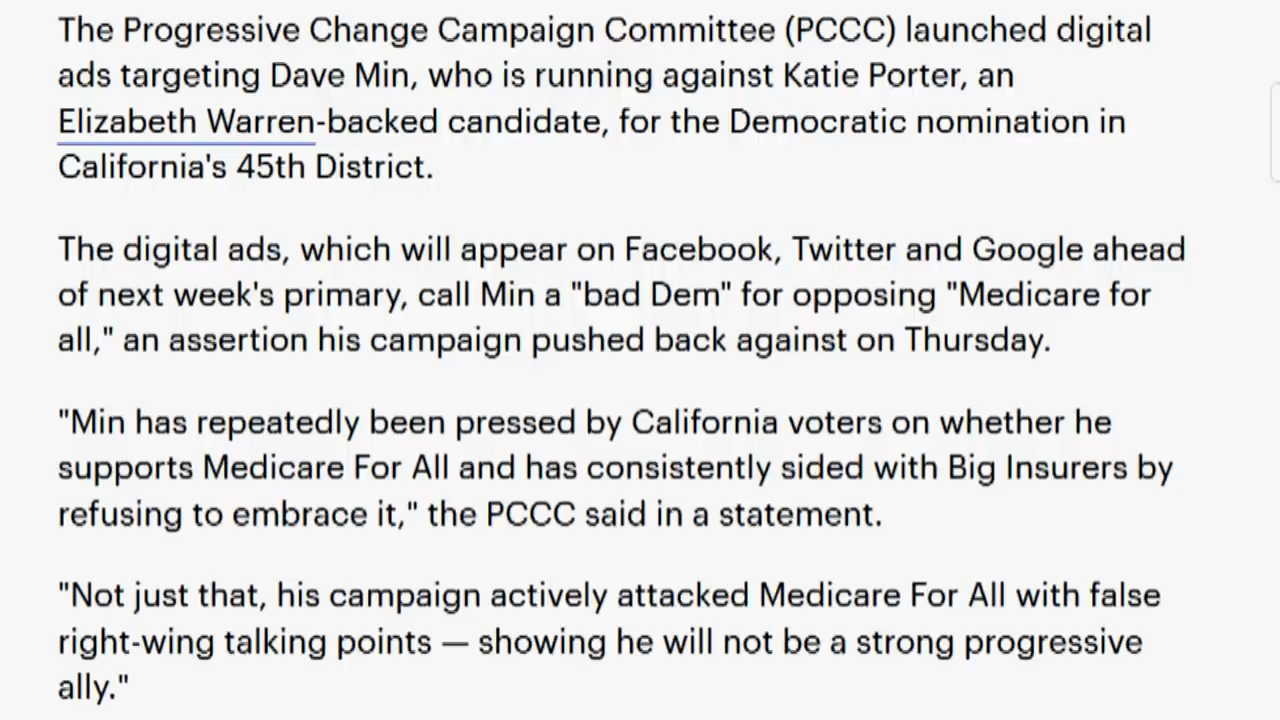 The Progressive Change Campaign Committee (PCCC) launched digital
ads targeting Dave Min, who is running against Katie Porter, an
Elizabeth Warren-backed candidate, for the Democratic nomination in
California's 45th District.
The digital ads, which will appear on Facebook, Twitter and Google ahead
of next week's primary, call Min a "bad Dem" for opposing "Medicare for
all," an assertion his campaign pushed back against on Thursday.
"Min has repeatedly been pressed by California voters on whether he
supports Medicare For All and has consistently sided with Big Insurers by
refusing to embrace it," the PCCC said in a statement.
"Not just that, his campaign actively attacked Medicare For All with false
right-wing talking points — showing he will not be a strong progressive
ally."